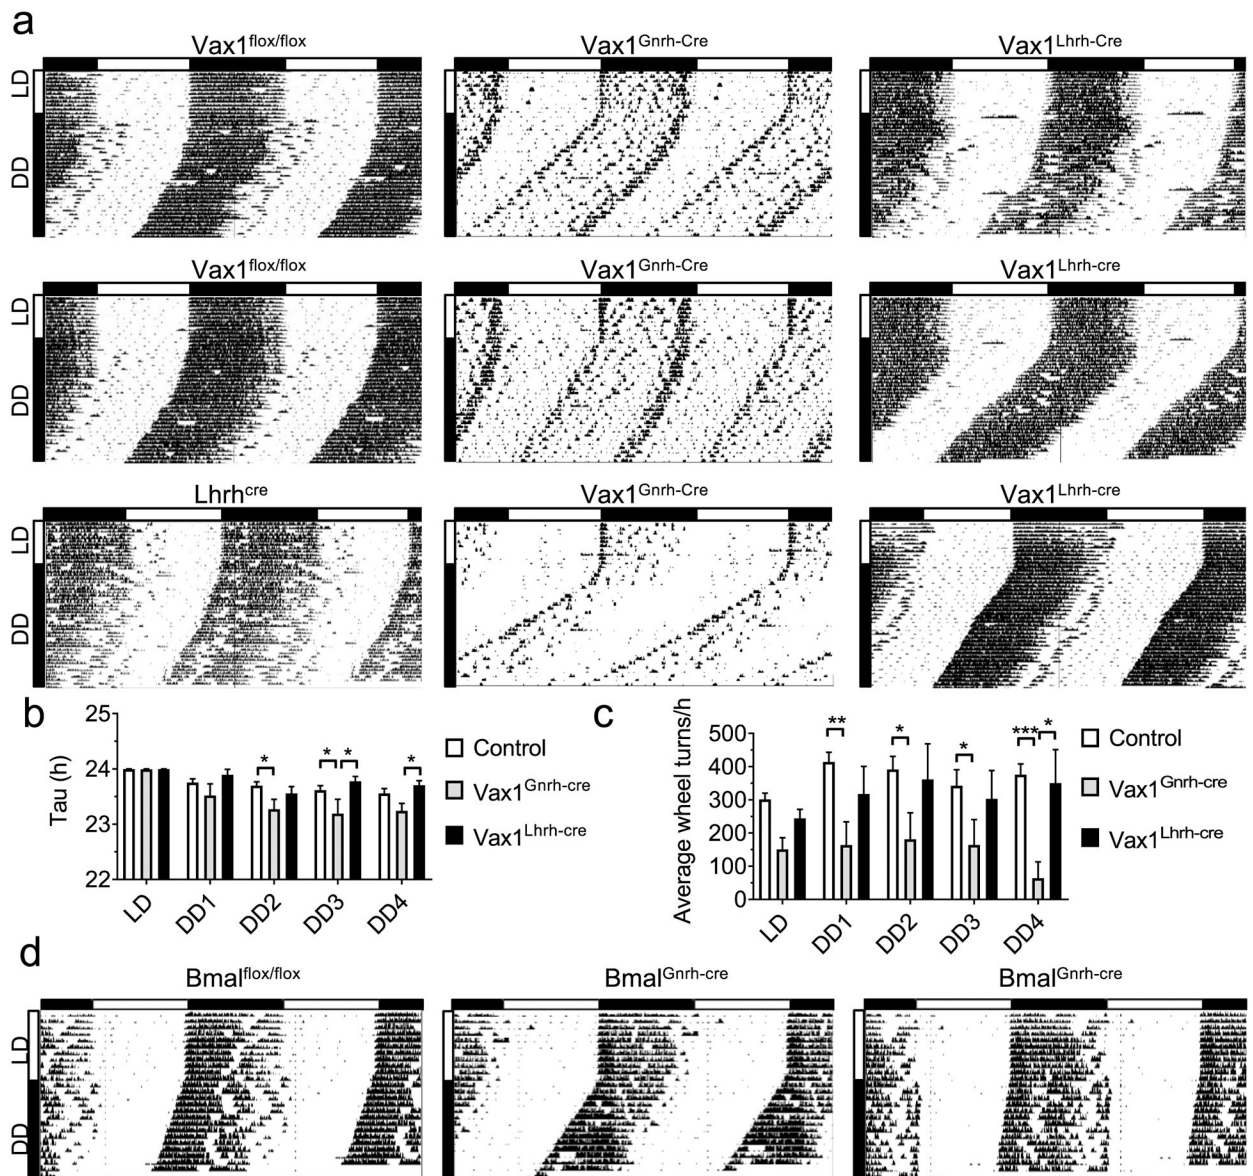 a
Vax1flox/flox Vax1Gnrh-Cre Vax1Lhrh-Cre
LD
DD
Vax1flox/flox Vax1Gnrh-Cre Vax1Lhrh-cre
LD
DD
Lhrhcre Vax1Gnrh-Cre Vax1Lhrh-cre
LD
DD
b
Tau (h)
25
24
23
22
* * * *
LD DD1 DD2 DD3 DD4
Control
Vax1Gnrh-cre
Vax1Lhrh-cre
c
Average wheel turns/h
500
400
300
200
100
0
** * * *** *
LD DD1 DD2 DD3 DD4
Control
Vax1Gnrh-cre
Vax1Lhrh-cre
d
Bmalflox/flox BmalGnrh-cre BmalGnrh-cre
LD
DD